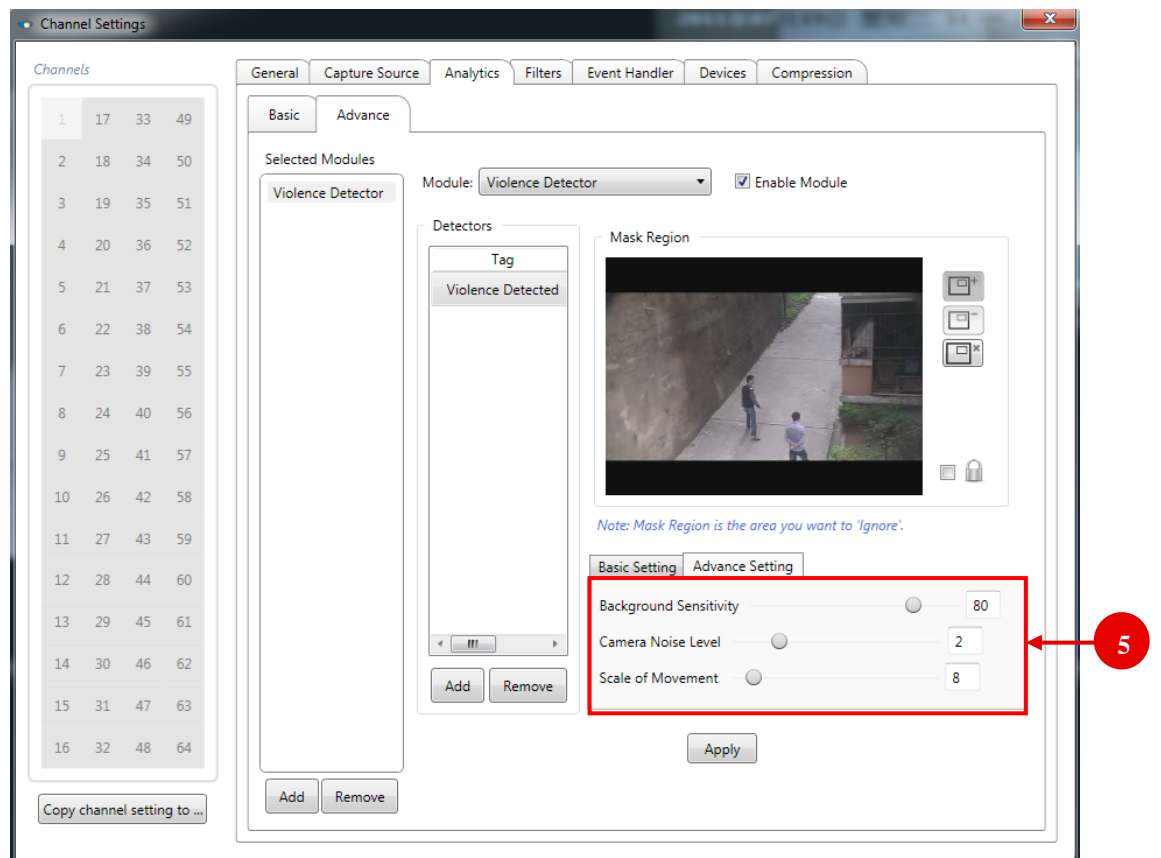 Channel Settings
Channels
General Capture Source Analytics Filters Event Handler Devices Compression
Basic Advance
1 17 33 49
2 18 34 50
3 19 35 51
4 20 36 52
5 21 37 53
6 22 38 54
7 23 39 55
8 24 40 56
9 25 41 57
10 26 42 58
11 27 43 59
12 28 44 60
13 29 45 61
14 30 46 62
15 31 47 63
16 32 48 64
Copy channel setting to ...
Selected Modules
Violence Detector
Add Remove
Module: Violence Detector
Enable Module
Detectors
Tag
Violence Detected
Add Remove
Mask Region
Note: Mask Region is the area you want to 'Ignore'.
Basic Setting Advance Setting
Background Sensitivity 80
Camera Noise Level 2
Scale of Movement 8
5
Apply